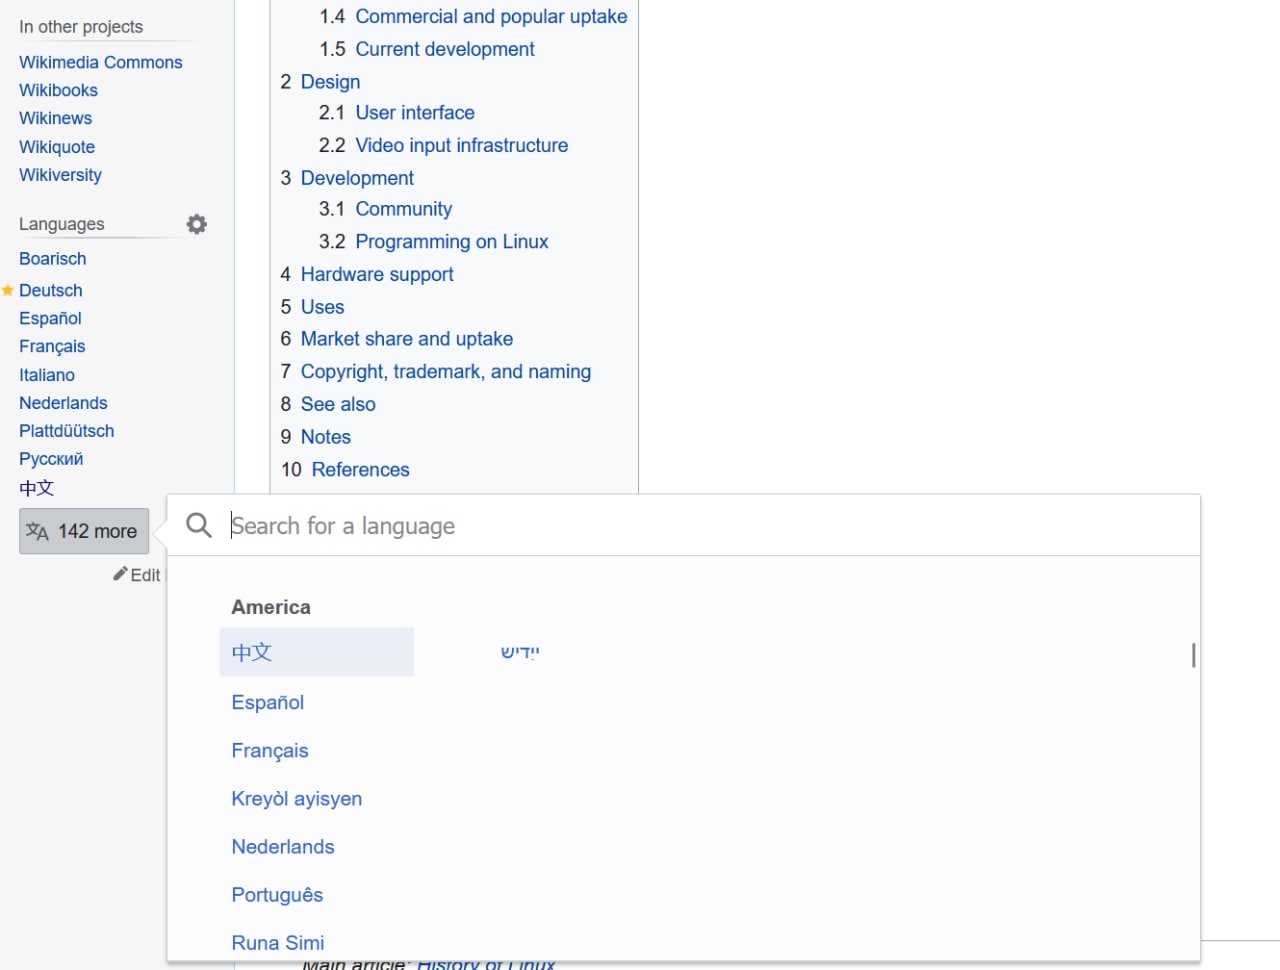 In other projects
Wikimedia Commons
Wikibooks
Wikinews
Wikiquote
Wikiversity
Languages
Boarisch
Deutsch
Español
Français
Italiano
Nederlands
Plattdüütsch
Русский
中文
142 more
Edit
1.4 Commercial and popular uptake
1.5 Current development
2 Design
2.1 User interface
2.2 Video input infrastructure
3 Development
3.1 Community
3.2 Programming on Linux
4 Hardware support
5 Uses
6 Market share and uptake
7 Copyright, trademark, and naming
8 See also
9 Notes
10 References
Search for a language
America
中文
ייִדיש
Español
Français
Kreyòl ayisyen
Nederlands
Português
Runa Simi
Main article: History of Linux